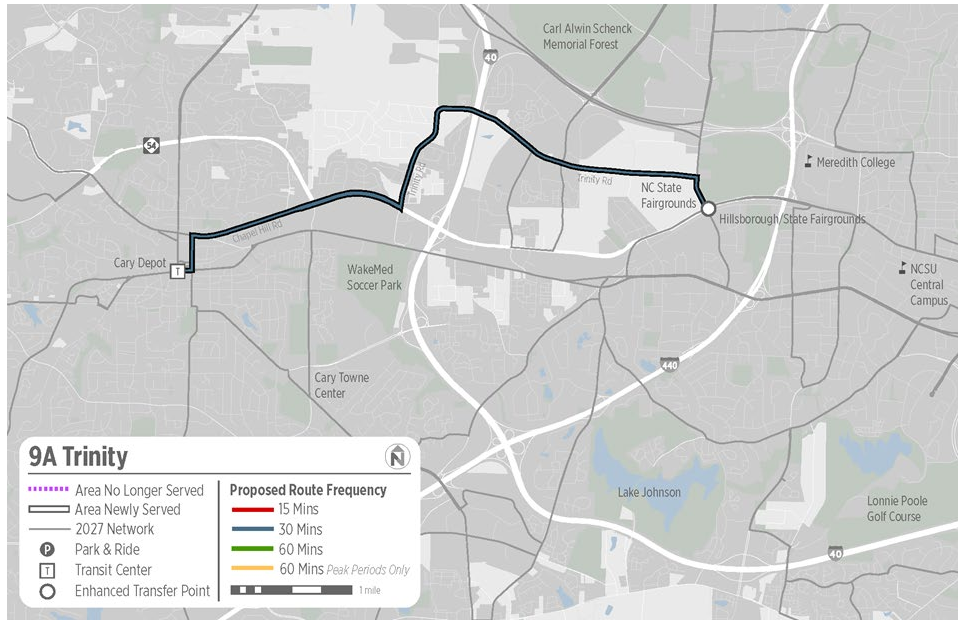 Carl Alwin Schenck
Memorial Forest
40
54
Meredith College
Trinity Rd
Trinity Rd
NC State
Fairgrounds
Hillsborough/State Fairgrounds
Chapel Hill Rd
Cary Depot
T
WakeMed
Soccer Park
NCSU
Central
Campus
440
Cary Towne
Center
Lake Johnson
Lonnie Poole
Golf Course
40
9A Trinity
N
Area No Longer Served
Area Newly Served
2027 Network
P Park & Ride
T Transit Center
Enhanced Transfer Point
Proposed Route Frequency
15 Mins
30 Mins
60 Mins
60 Mins Peak Periods Only
1 mile